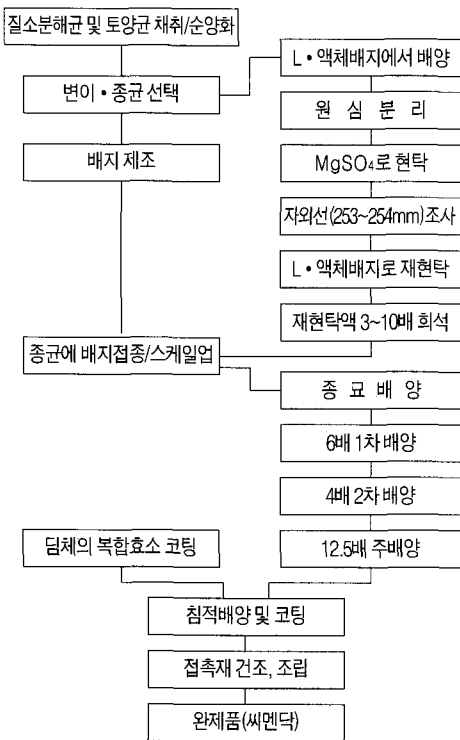 질소분해균 및 토양균 채취/순양화
변이•종균 선택
배지 제조
L•액체배지에서 배양
원 심 분 리
MgSO₄로 현탁
자외선(253~254mm)조사
L•액체배지로 재현탁
재현탁액 3~10배 희석
종균에 배지접종/스케일업
종 묘 배 양
6배 1차 배양
4배 2차 배양
12.5배 주배양
담체의 복합효소 코팅
침적배양 및 코팅
접촉재 건조, 조립
완제품(씨멘닥)